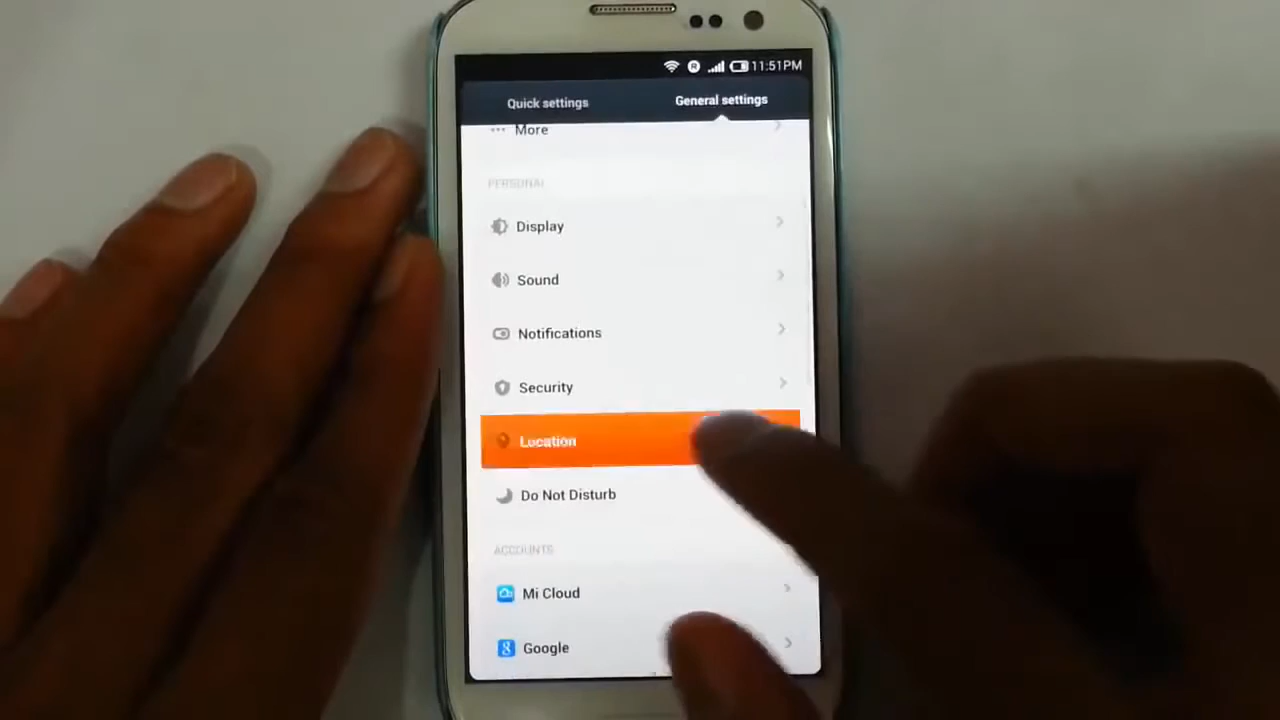 11:51PM
Quick settings
General settings
More
PERSONAL
Display
Sound
Notifications
Security
Location
Do Not Disturb
ACCOUNTS
Mi Cloud
Google